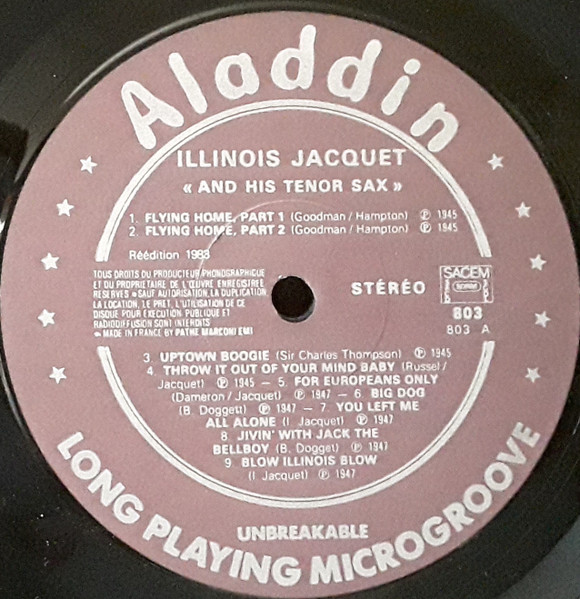 Aladdin
ILLINOIS JACQUET
« AND HIS TENOR SAX »
1. FLYING HOME, PART 1 (Goodman / Hampton) ℗ 1945
2. FLYING HOME, PART 2 (Goodman / Hampton) ℗ 1945
Réédition 1983
TOUS DROITS DU PRODUCTEUR PHONOGRAPHIQUE
ET DU PROPRIETAIRE DE L'ŒUVRE ENREGISTREE
RESERVES • SAUF AUTORISATION, LA DUPLICATION
LA LOCATION, LE PRET, L'UTILISATION DE CE
DISQUE POUR EXECUTION PUBLIQUE ET
RADIODIFFUSION SONT INTERDITS
• MADE IN FRANCE BY PATHE MARCONI EMI
STÉRÉO
SACEM
803
803 A
3. UPTOWN BOOGIE (Sir Charles Thompson) ℗ 1945
4. THROW IT OUT OF YOUR MIND BABY (Russel /
Jacquet) ℗ 1945 — 5. FOR EUROPEANS ONLY
(Dameron / Jacquet) ℗ 1947 — 6. BIG DOG
(B. Doggett) ℗ 1947 — 7. YOU LEFT ME
ALL ALONE (I. Jacquet) ℗ 1947
8. JIVIN' WITH JACK THE
BELLBOY (B. Dogget) ℗ 1947
9. BLOW ILLINOIS BLOW
(I. Jacquet) ℗ 1947
UNBREAKABLE
LONG PLAYING MICROGROOVE